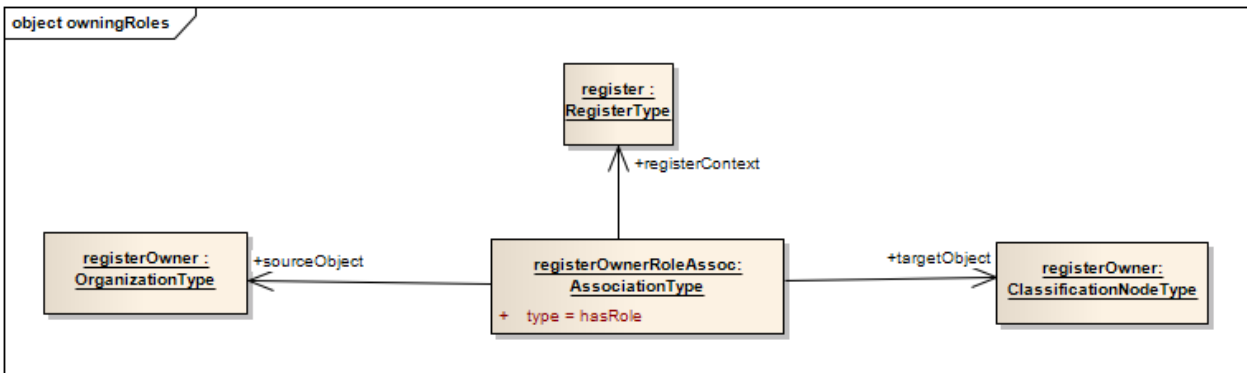 object owningRoles
register :
RegisterType
+registerContext
registerOwner :
OrganizationType
+sourceObject
registerOwnerRoleAssoc:
AssociationType
+ type = hasRole
+targetObject
registerOwner:
ClassificationNodeType